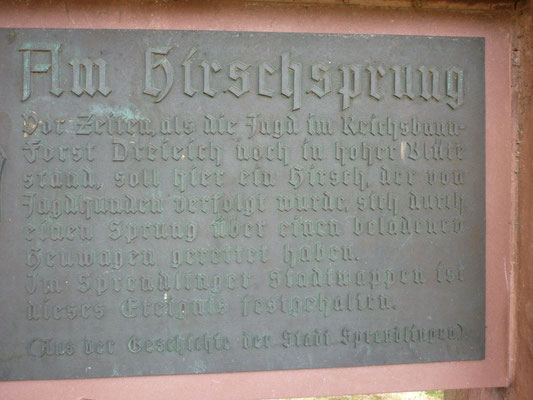 Am Hirschsprung
Vor Zeiten, als die Jagd im Reichsbann-
forst Dreieich noch in hoher Blüte
stand, soll hier ein Hirsch, der von
Jagdhunden verfolgt wurde, sich durch
einen Sprung über einen beladenen
Heuwagen gerettet haben.
Im Sprendlinger Stadtwappen ist
dieses Ereignis festgehalten.
(Aus der Geschichte der Stadt Sprendlingen)